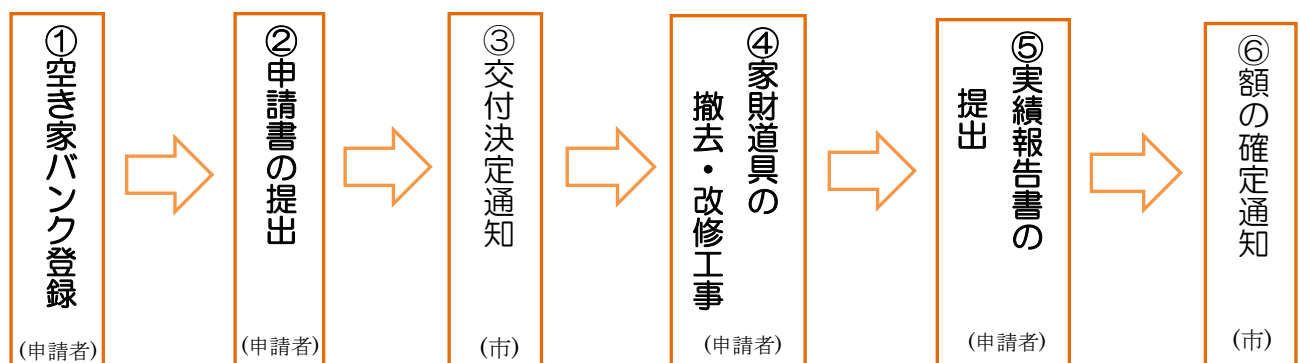 ①空き家バンク登録
(申請者)
②申請書の提出
(申請者)
③交付決定通知
(市)
④家財道具の
撤去・改修工事
(申請者)
⑤実績報告書の
提出
(申請者)
⑥額の確定通知
(市)